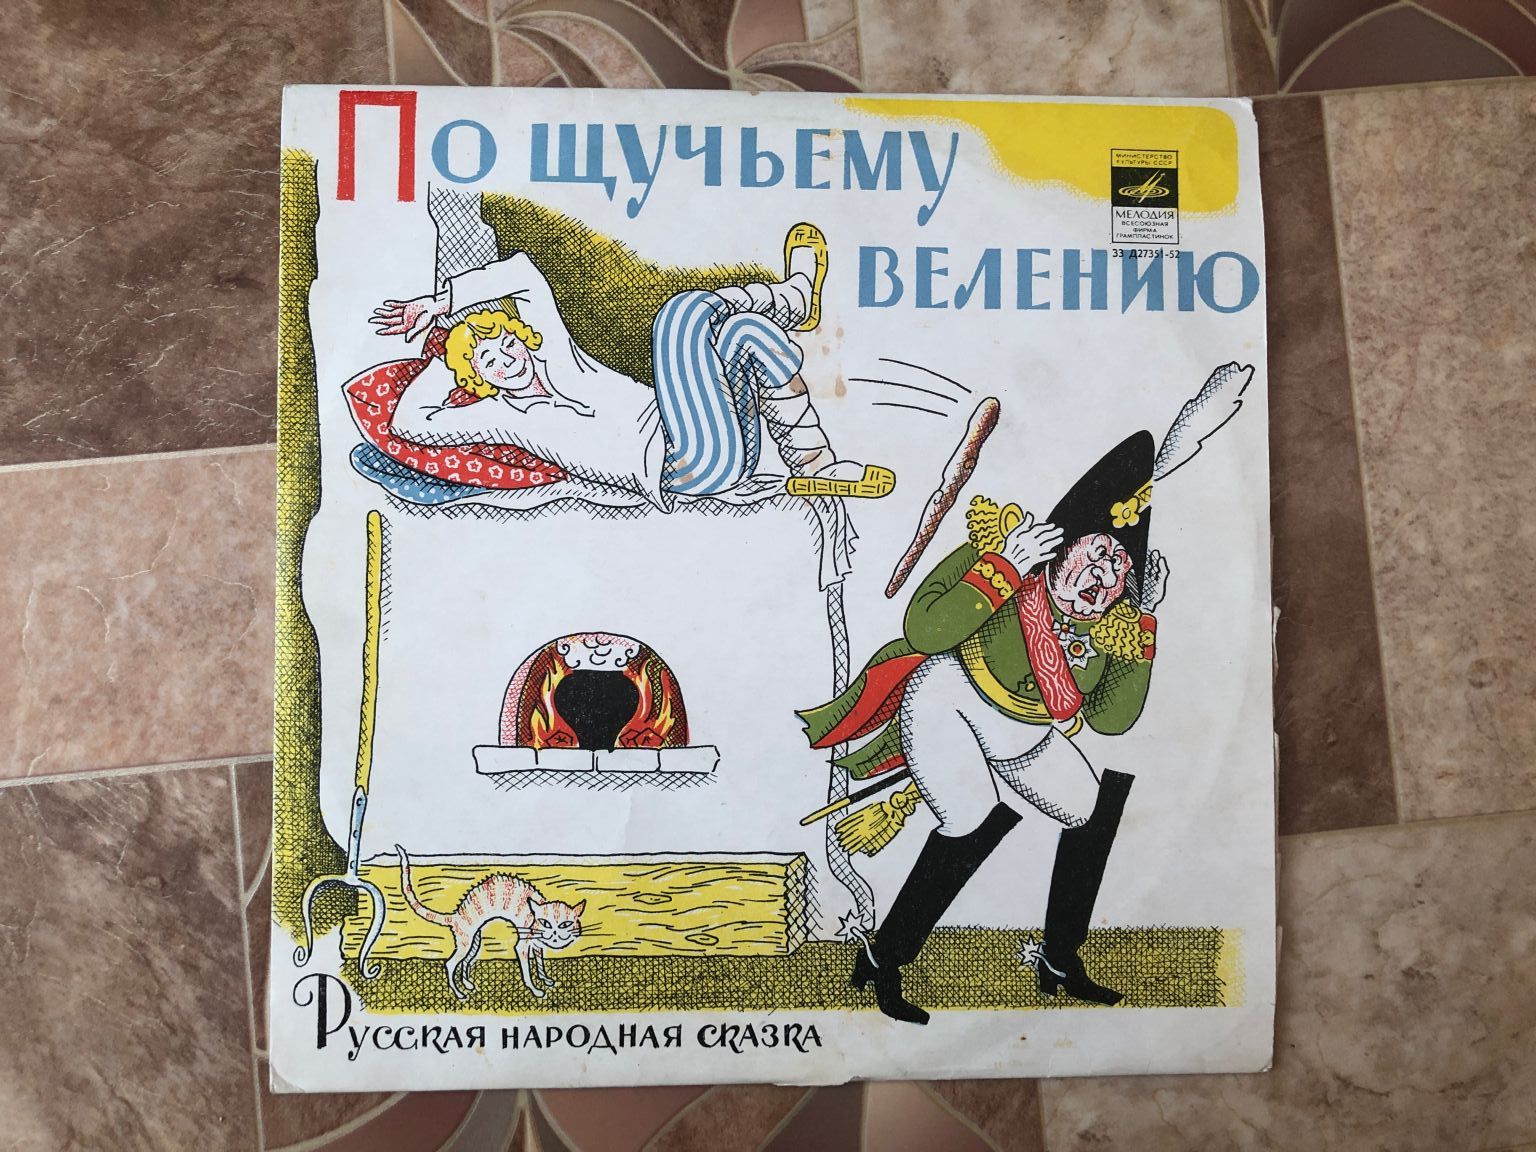 По щучьему
велению
МИНИСТЕРСТВО
КУЛЬТУРЫ СССР
МЕЛОДИЯ
ВСЕСОЮЗНАЯ
ФИРМА
ГРАМПЛАСТИНОК
33 Д27351-52
Русская народная сказка